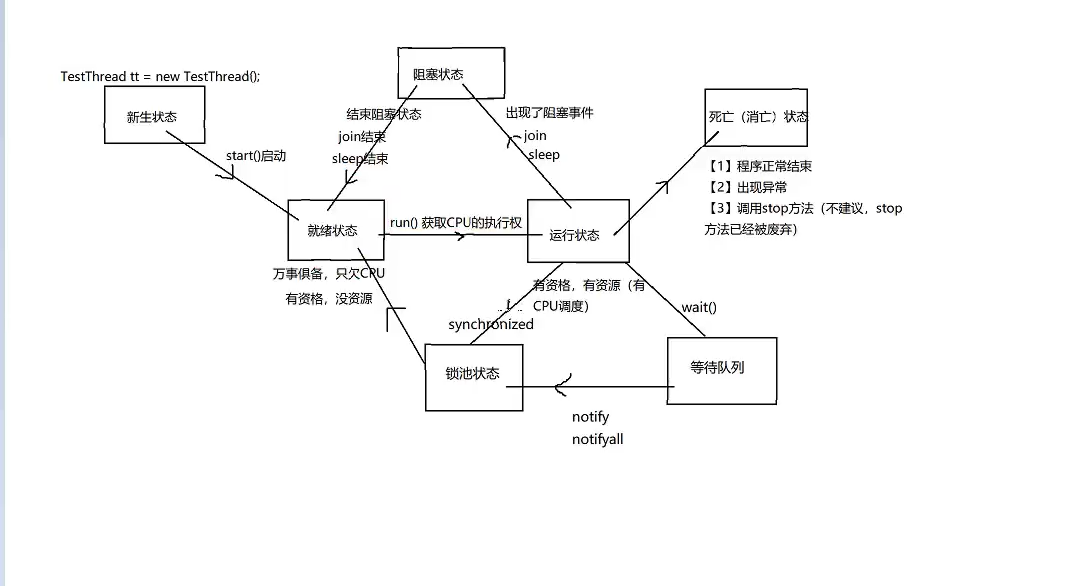 TestThread tt = new TestThread();
新生状态
start()启动
阻塞状态
结束阻塞状态
join结束
sleep结束
出现了阻塞事件
join
sleep
死亡（消亡）状态
【1】程序正常结束
【2】出现异常
【3】调用stop方法（不建议，stop
方法已经被废弃）
就绪状态
run() 获取CPU的执行权
运行状态
万事俱备，只欠CPU
有资格，没资源
有资格，有资源（有
CPU调度）
synchronized
wait()
锁池状态
等待队列
notify
notifyall